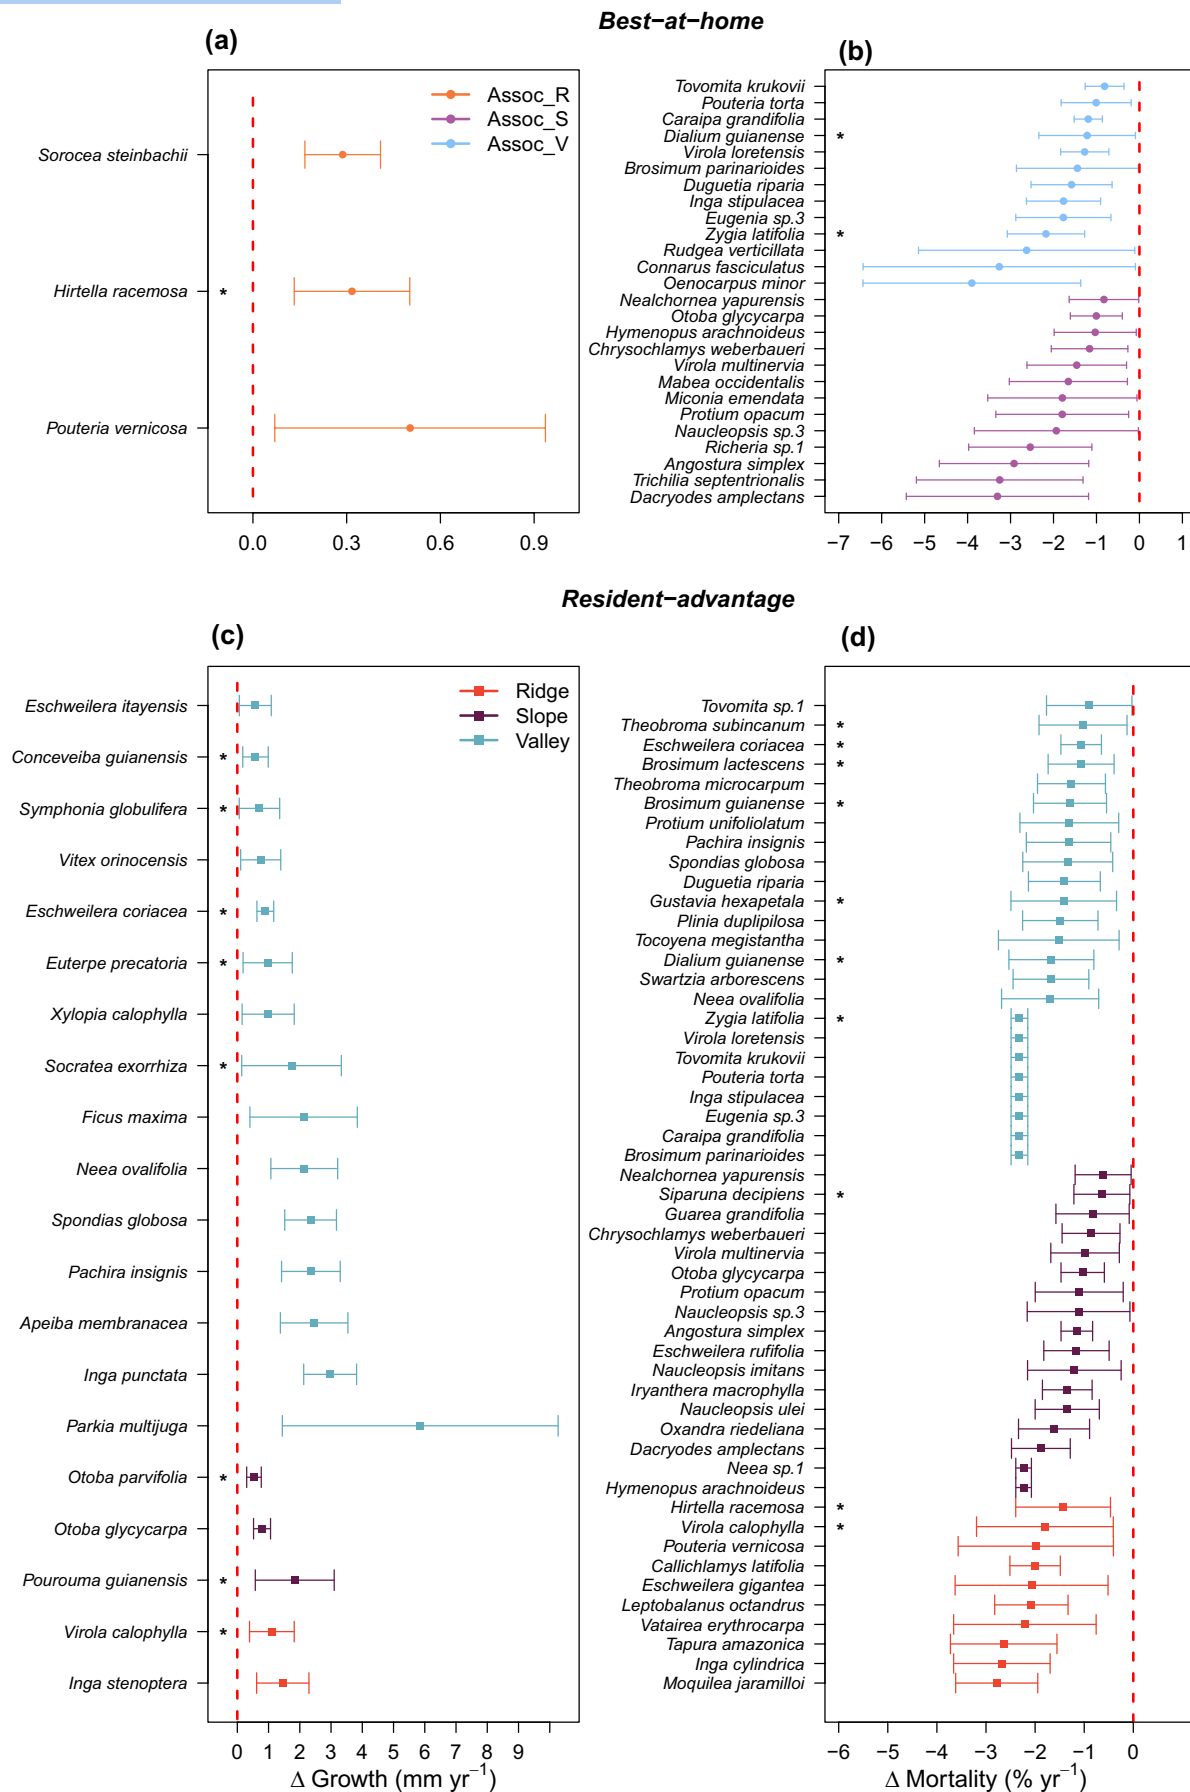 Best−at−home
(a)
Assoc_R
Assoc_S
Assoc_V
Sorocea steinbachii
Hirtella racemosa *
Pouteria vernicosa
0.0 0.3 0.6 0.9
(b)
Tovomita krukovii
Pouteria torta
Caraipa grandifolia
Dialium guianense *
Virola loretensis
Brosimum parinarioides
Duguetia riparia
Inga stipulacea
Eugenia sp.3
Zygia latifolia *
Rudgea verticillata
Connarus fasciculatus
Oenocarpus minor
Nealchornea yapurensis
Otoba glycycarpa
Hymenopus arachnoideus
Chrysochlamys weberbaueri
Virola multinervia
Mabea occidentalis
Miconia emendata
Protium opacum
Naucleopsis sp.3
Richeria sp.1
Angostura simplex
Trichilia septentrionalis
Dacryodes amplectans
−7 −6 −5 −4 −3 −2 −1 0 1
Resident−advantage
(c)
Ridge
Slope
Valley
Eschweilera itayensis
Conceveiba guianensis *
Symphonia globulifera *
Vitex orinocensis
Eschweilera coriacea *
Euterpe precatoria *
Xylopia calophylla
Socratea exorrhiza *
Ficus maxima
Neea ovalifolia
Spondias globosa
Pachira insignis
Apeiba membranacea
Inga punctata
Parkia multijuga
Otoba parvifolia *
Otoba glycycarpa
Pourouma guianensis *
Virola calophylla *
Inga stenoptera
0 1 2 3 4 5 6 7 8 9
Δ Growth (mm yr⁻¹)
(d)
Tovomita sp.1
Theobroma subincanum *
Eschweilera coriacea *
Brosimum lactescens *
Theobroma microcarpum
Brosimum guianense *
Protium unifoliolatum
Pachira insignis
Spondias globosa
Duguetia riparia
Gustavia hexapetala *
Plinia duplipilosa
Tocoyena megistantha
Dialium guianense *
Swartzia arborescens
Neea ovalifolia
Zygia latifolia *
Virola loretensis
Tovomita krukovii
Pouteria torta
Inga stipulacea
Eugenia sp.3
Caraipa grandifolia
Brosimum parinarioides
Nealchornea yapurensis
Siparuna decipiens *
Guarea grandifolia
Chrysochlamys weberbaueri
Virola multinervia
Otoba glycycarpa
Protium opacum
Naucleopsis sp.3
Angostura simplex
Eschweilera rufifolia
Naucleopsis imitans
Iryanthera macrophylla
Naucleopsis ulei
Oxandra riedeliana
Dacryodes amplectans
Neea sp.1
Hymenopus arachnoideus
Hirtella racemosa *
Virola calophylla *
Pouteria vernicosa
Callichlamys latifolia
Eschweilera gigantea
Leptobalanus octandrus
Vatairea erythrocarpa
Tapura amazonica
Inga cylindrica
Moquilea jaramilloi
−6 −5 −4 −3 −2 −1 0
Δ Mortality (% yr⁻¹)